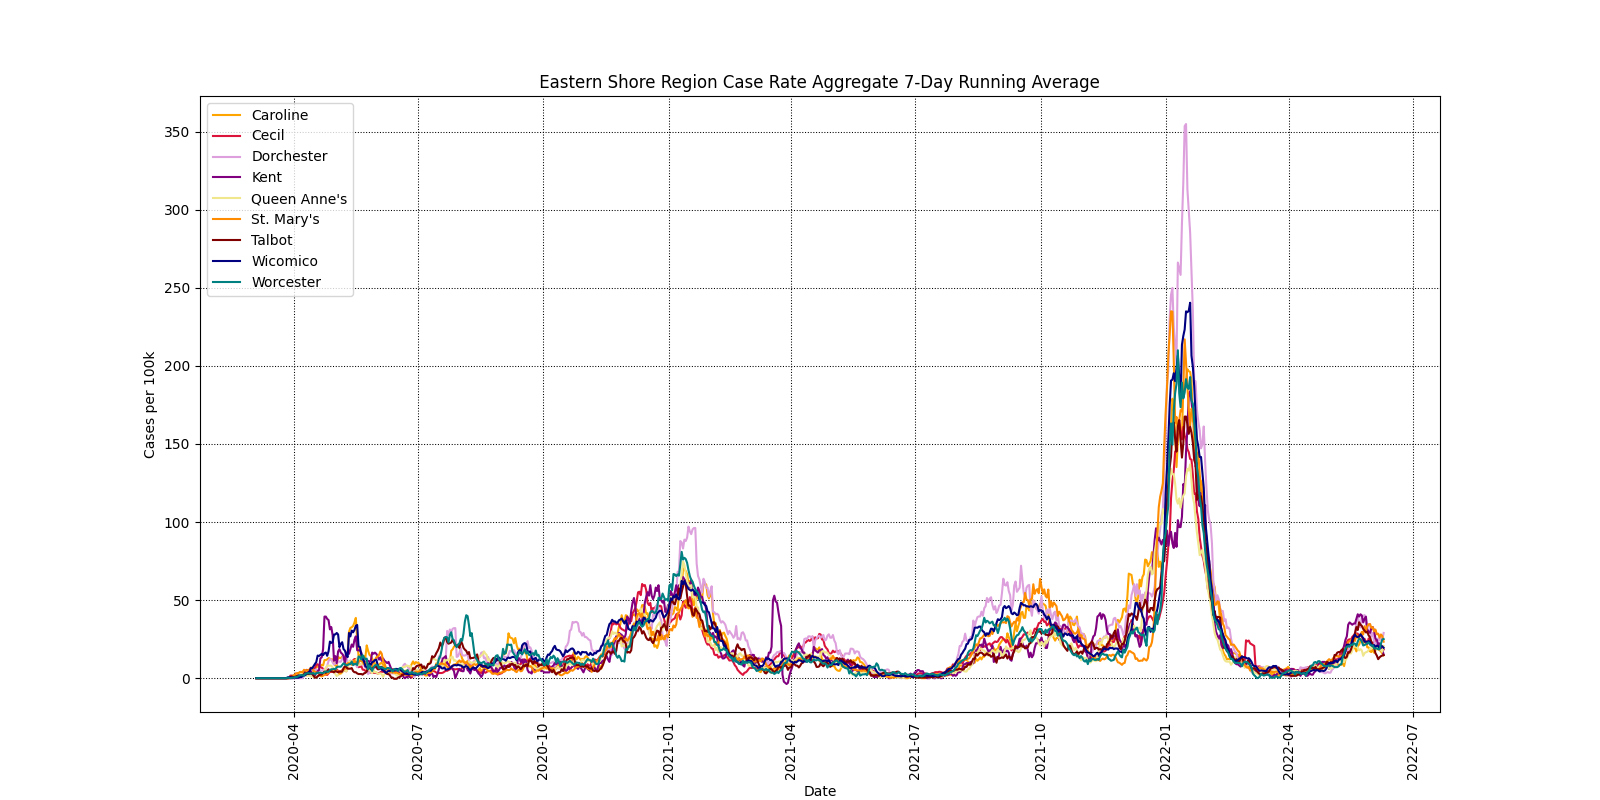 Eastern Shore Region Case Rate Aggregate 7-Day Running Average
Caroline
Cecil
Dorchester
Kent
Queen Anne's
St. Mary's
Talbot
Wicomico
Worcester
350
300
250
200
150
100
50
0
Cases per 100k
2020-04
2020-07
2020-10
2021-01
2021-04
2021-07
2021-10
2022-01
2022-04
2022-07
Date